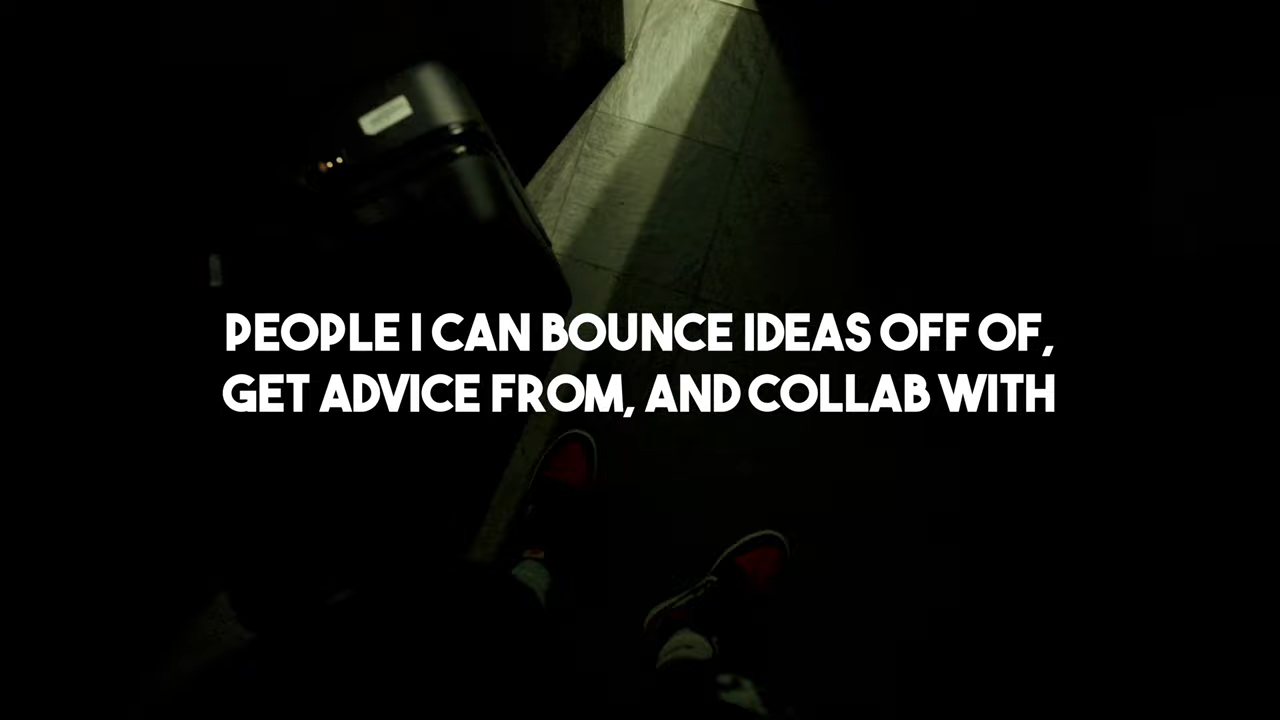 PEOPLE I CAN BOUNCE IDEAS OFF OF,
GET ADVICE FROM, AND COLLAB WITH